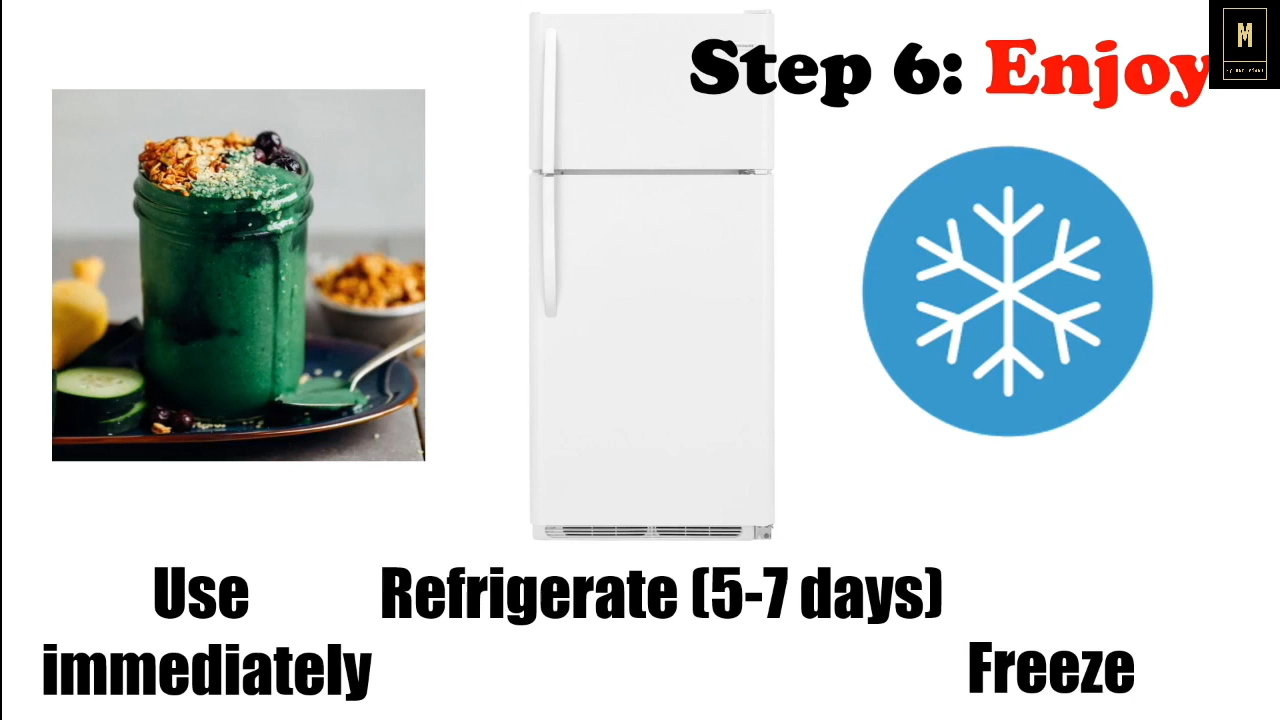 Step 6: Enjoy
M
Use
immediately
Refrigerate (5-7 days)
Freeze